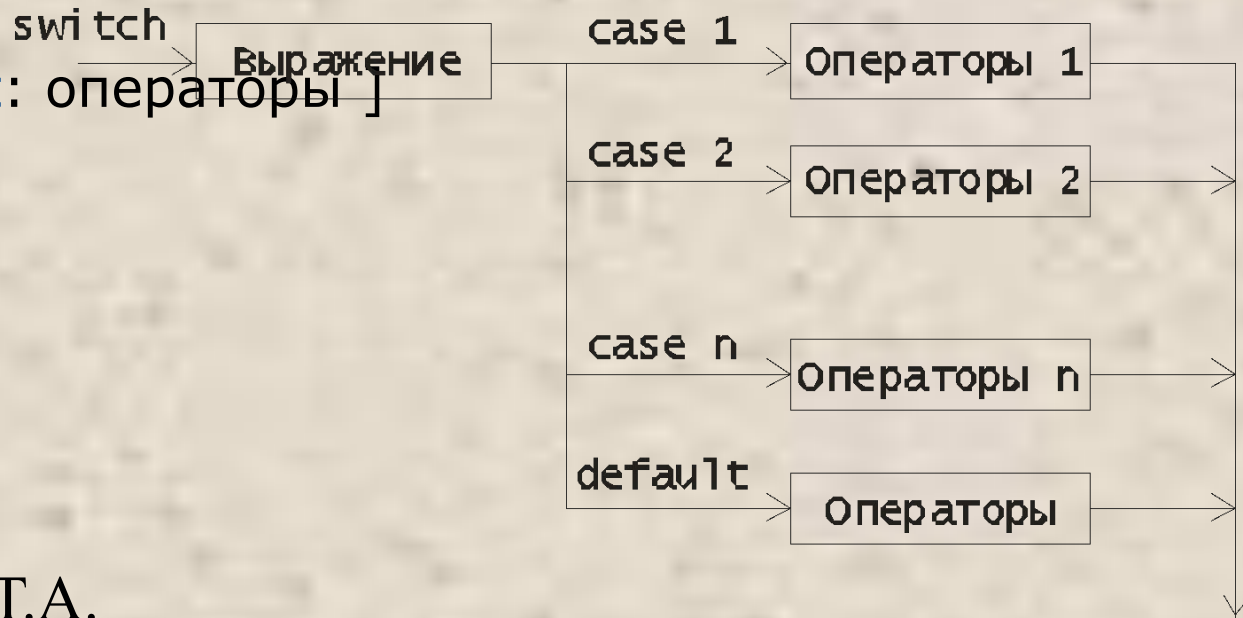 switch
Выражение
case 1
Операторы 1
: операторы ]
case 2
Операторы 2
case n
Операторы n
default
Операторы
Т.А.